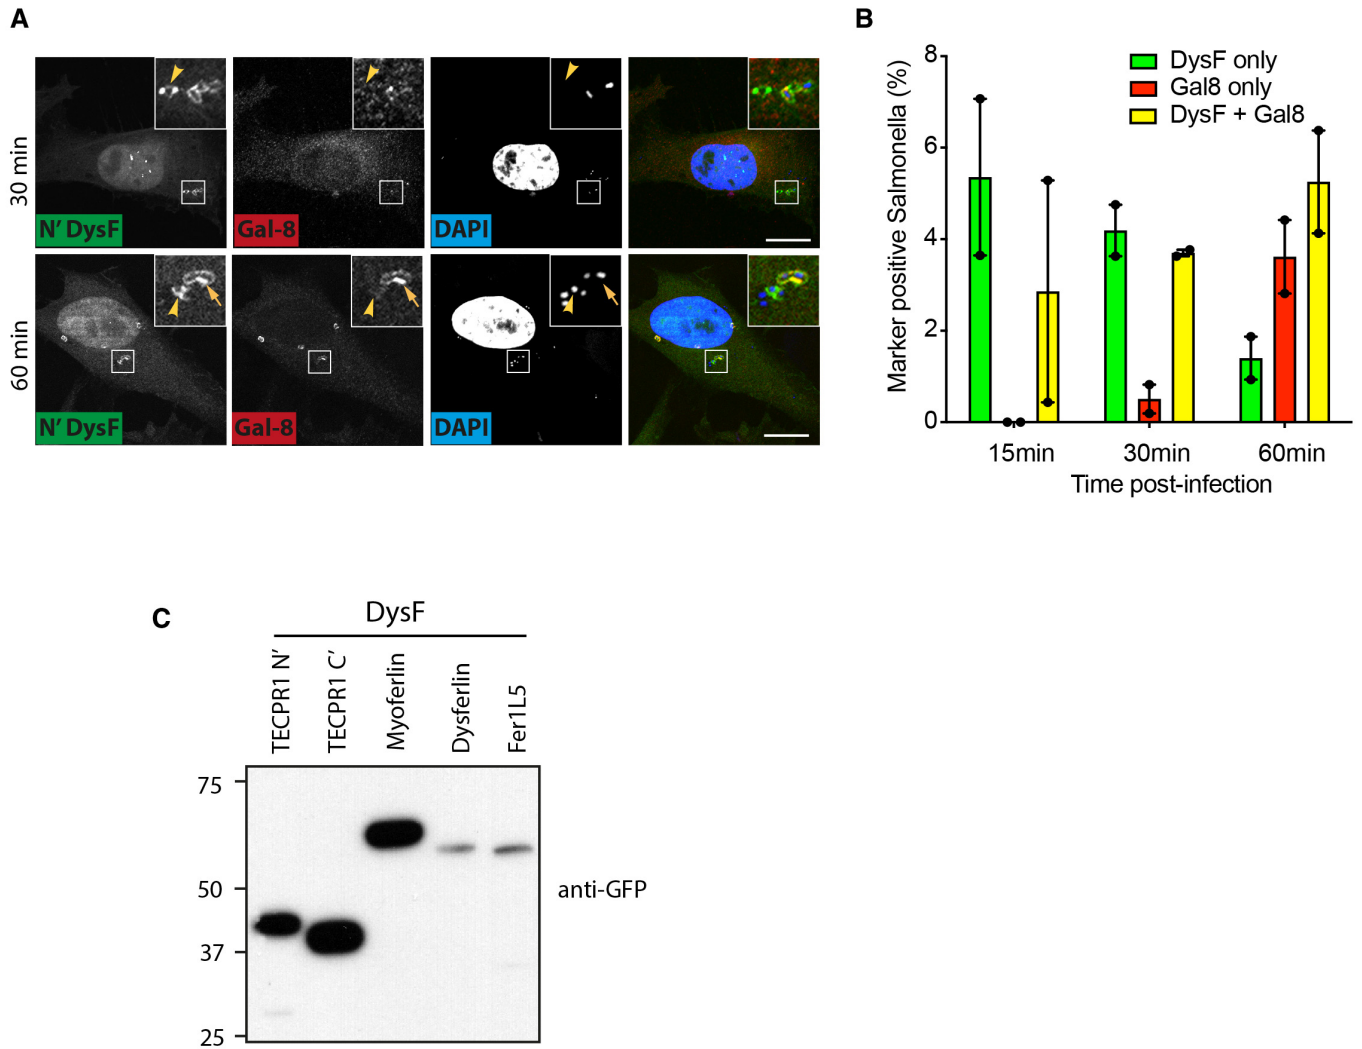 A
30 min
N' DysF
Gal-8
DAPI
60 min
N' DysF
Gal-8
DAPI
B
DysF only
Gal8 only
DysF + Gal8
Marker positive Salmonella (%)
8
6
4
2
0
15min
30min
60min
Time post-infection
C
DysF
TECPR1 N'
TECPR1 C'
Myoferlin
Dysferlin
Fer1L5
75
50
37
25
anti-GFP